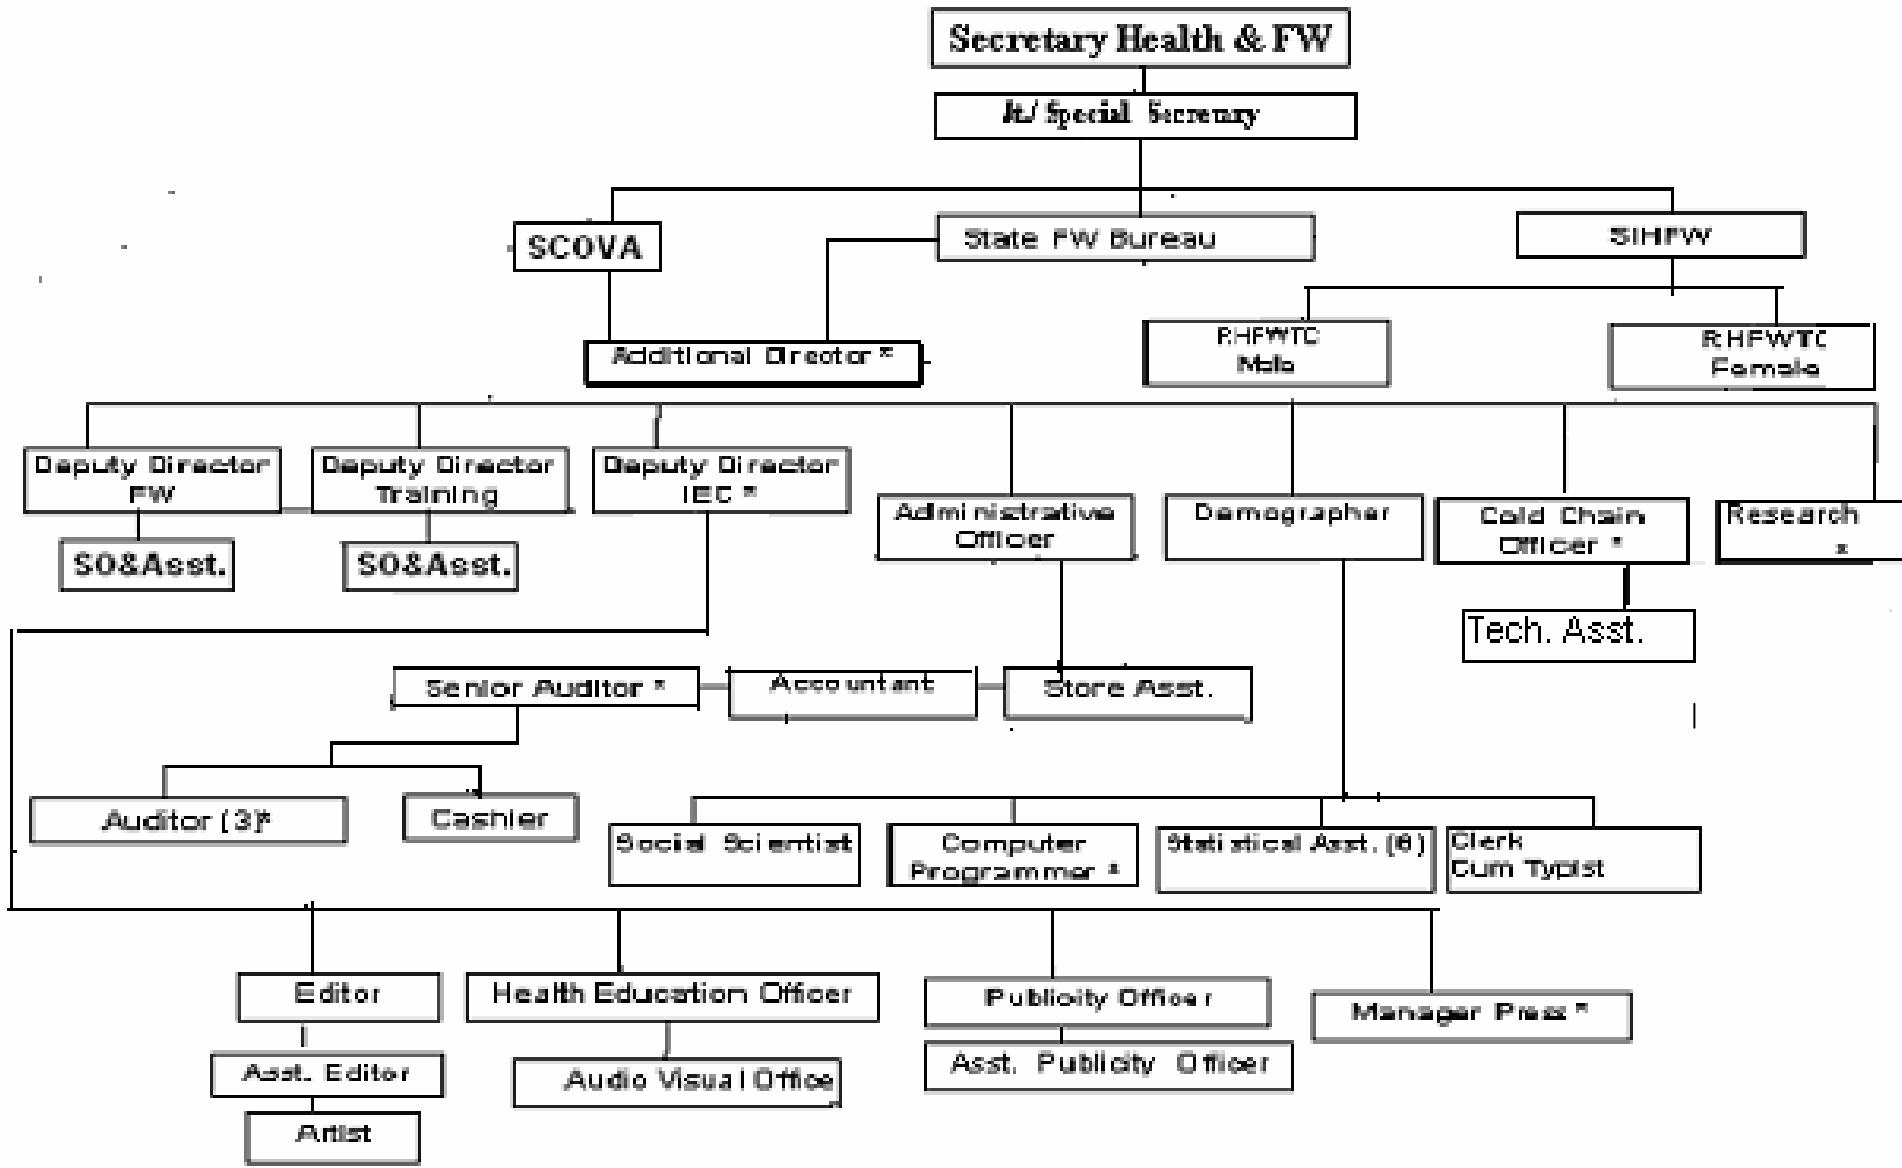 Secretary Health & FW
Jt./ Special Secretary
SCOVA
State FW Bureau
SIHFW
Additional Director *
RHFWTC
Male
RHFWTC
Female
Deputy Director
FW
Deputy Director
Training
Deputy Director
IEC *
Administrative
Officer
Demographer
Cold Chain
Officer *
Research
*
SO&Asst.
SO&Asst.
Tech. Asst.
Senior Auditor *
Accountant
Store Asst.
Auditor (3)*
Cashier
Social Scientist
Computer
Programmer *
Statistical Asst. (6)
Clerk
Cum Typist
Editor
Health Education Officer
Publicity Officer
Manager Press *
Asst. Editor
Audio Visual Office
Asst. Publicity Officer
Artist